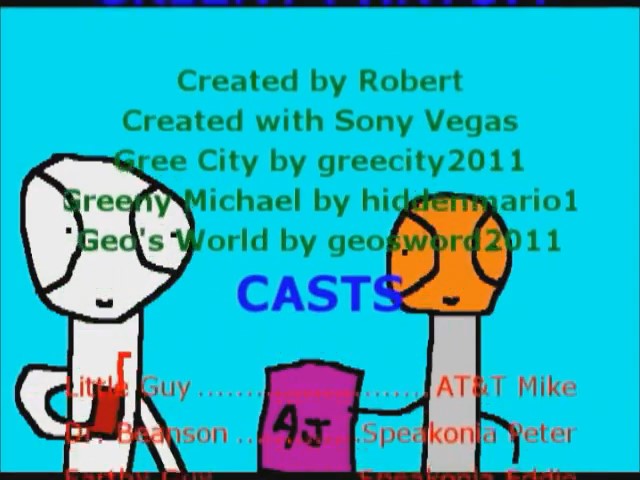 Created by Robert
Created with Sony Vegas
Gree City by greecity2011
Greeny Michael by hiddenmario1
Geo's World by geosword2011
CASTS
Little Guy ........................ AT&T Mike
Dr. Beanson .............Speakonia Peter
AJ